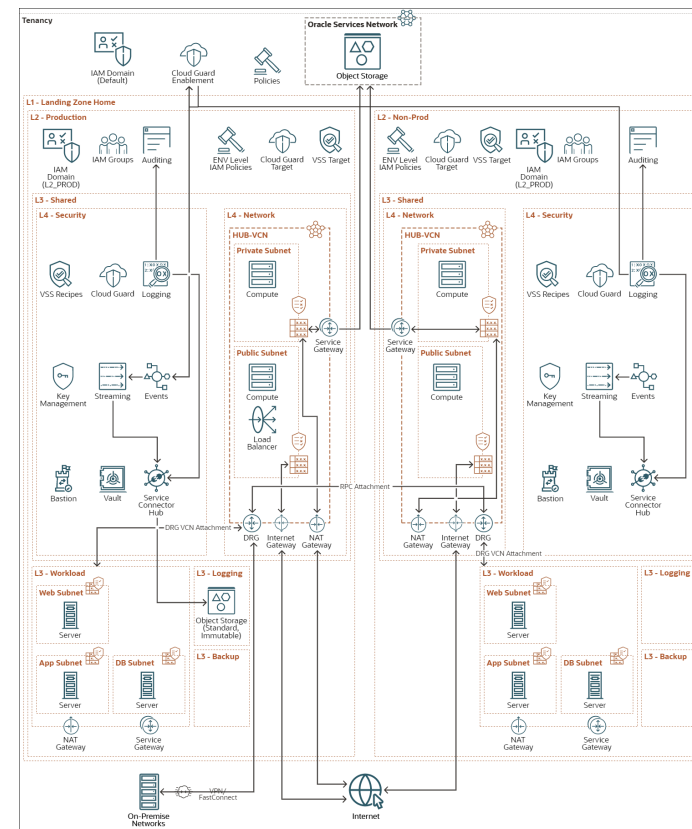 Tenancy
Oracle Services Network
Object Storage
IAM Domain
(Default)
Cloud Guard
Enablement
Policies
L1 - Landing Zone Home
L2 - Production
IAM
Domain
(L2_PROD)
IAM Groups
Auditing
ENV Level
IAM Policies
Cloud Guard
Target
VSS Target
L3 - Shared
L4 - Security
VSS Recipes
Cloud Guard
Logging
Key
Management
Streaming
Events
Bastion
Vault
Service
Connector
Hub
L4 - Network
HUB-VCN
Private Subnet
Compute
Service
Gateway
Public Subnet
Compute
Load
Balancer
RPC Attachment
DRG VCN Attachment
DRG
Internet
Gateway
NAT
Gateway
L3 - Workload
Web Subnet
Server
App Subnet
Server
DB Subnet
Server
NAT
Gateway
Service
Gateway
L3 - Logging
Object Storage
(Standard,
Immutable)
L3 - Backup
L2 - Non-Prod
ENV Level
IAM Policies
Cloud Guard
Target
VSS Target
IAM
Domain
(L2_PROD)
IAM Groups
Auditing
L3 - Shared
L4 - Network
HUB-VCN
Private Subnet
Compute
Service
Gateway
Public Subnet
Compute
NAT
Gateway
Internet
Gateway
DRG
DRG VCN Attachment
L4 - Security
VSS Recipes
Cloud Guard
Logging
Key
Management
Streaming
Events
Bastion
Vault
Service
Connector
Hub
L3 - Workload
Web Subnet
Server
App Subnet
Server
DB Subnet
Server
NAT
Gateway
Service
Gateway
L3 - Logging
L3 - Backup
On-Premise
Networks
VPN/
FastConnect
Internet